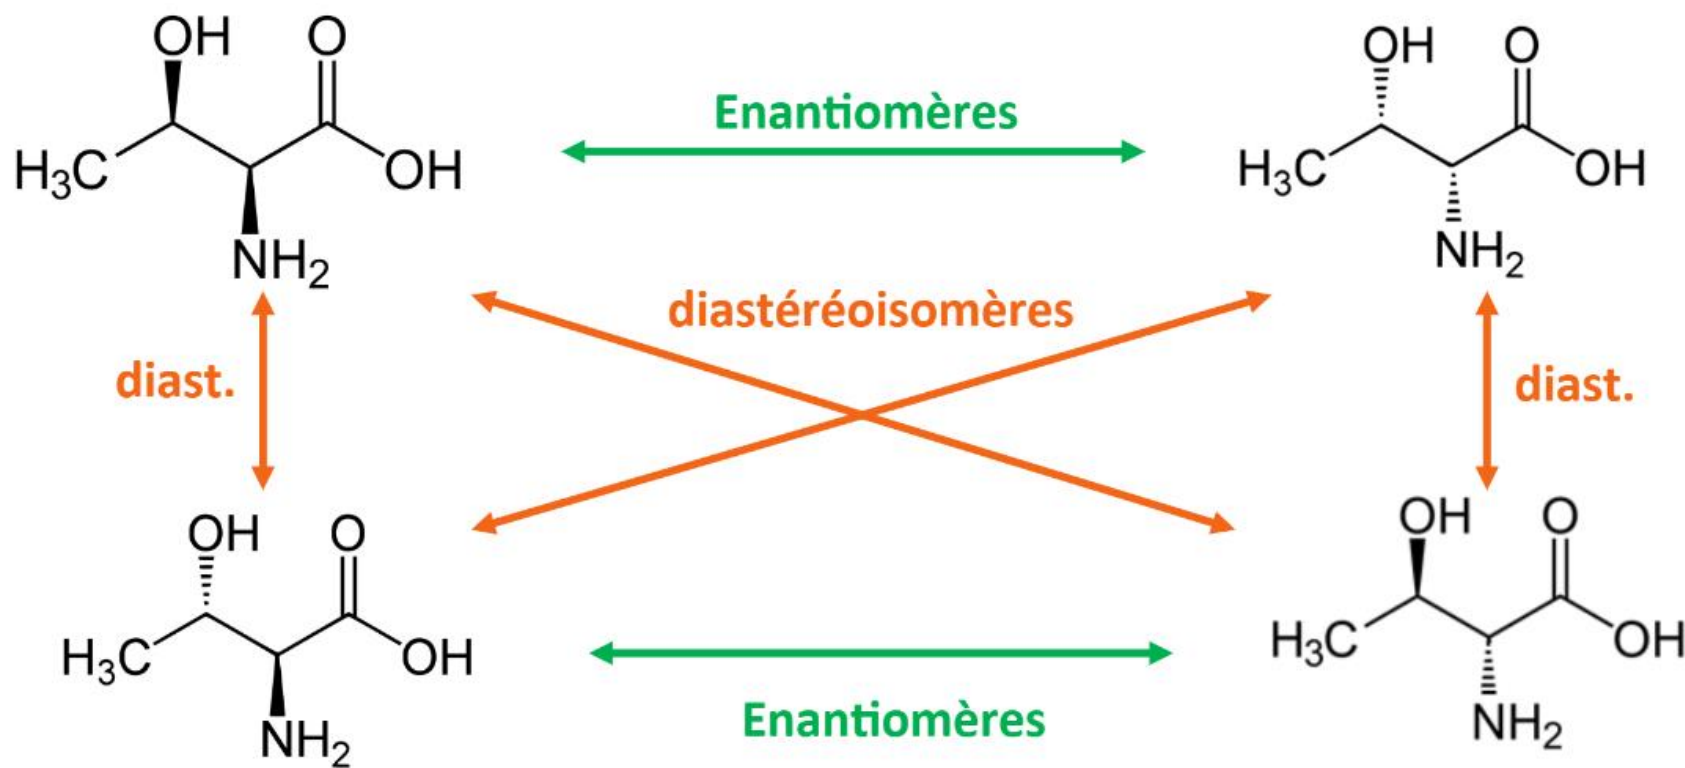 OH O OH O
Enantiomères
H₃C OH H₃C OH
NH₂ NH₂
diastéréoisomères
diast. diast.
OH O OH O
H₃C OH H₃C OH
NH₂ NH₂
Enantiomères